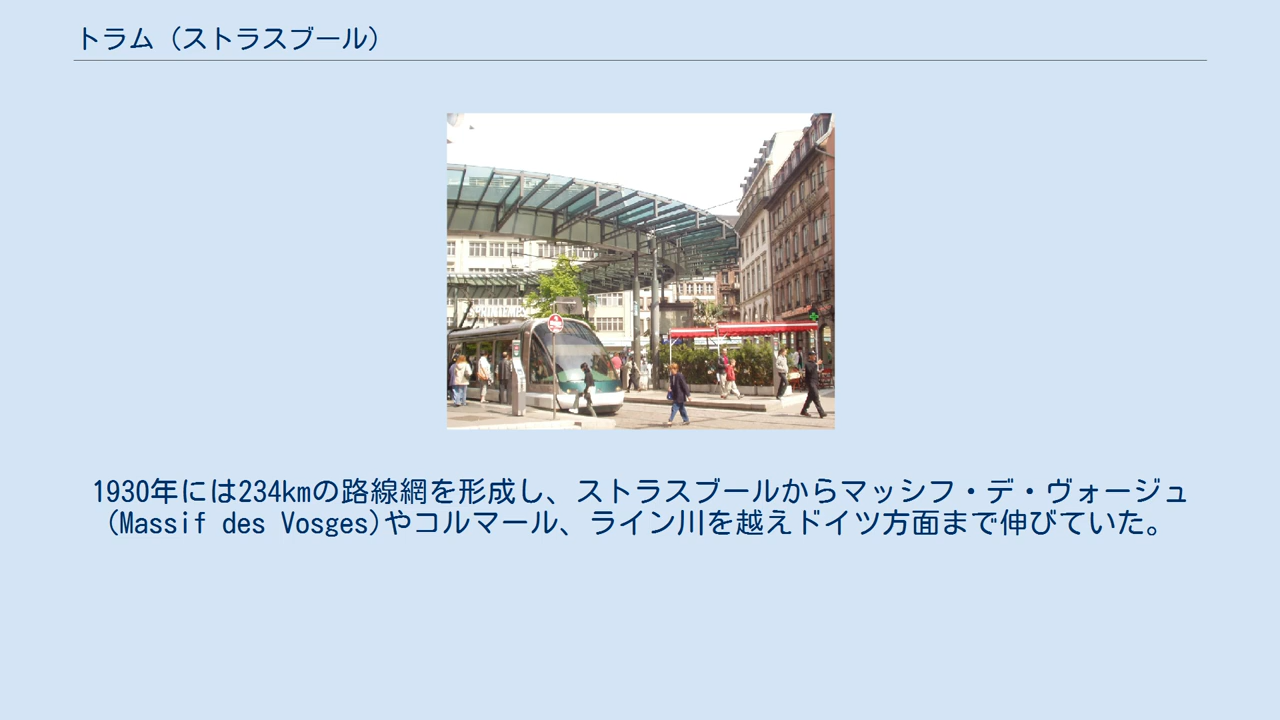 トラム（ストラスブール）
PRINTEMPS
1930年には234kmの路線網を形成し、ストラスブールからマッシフ・デ・ヴォージュ
(Massif des Vosges)やコルマール、ライン川を越えドイツ方面まで伸びていた。